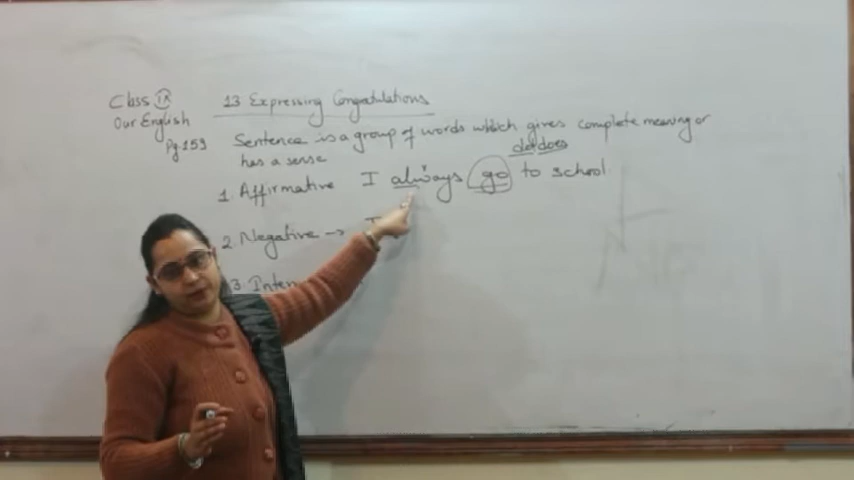 Class IX 13 Expressing Congratulations
Our English
Pg.159 Sentence is a group of words which gives complete meaning or
has a sense
do/does
1. Affirmative I always go to school
2. Negative → I
3. Inter